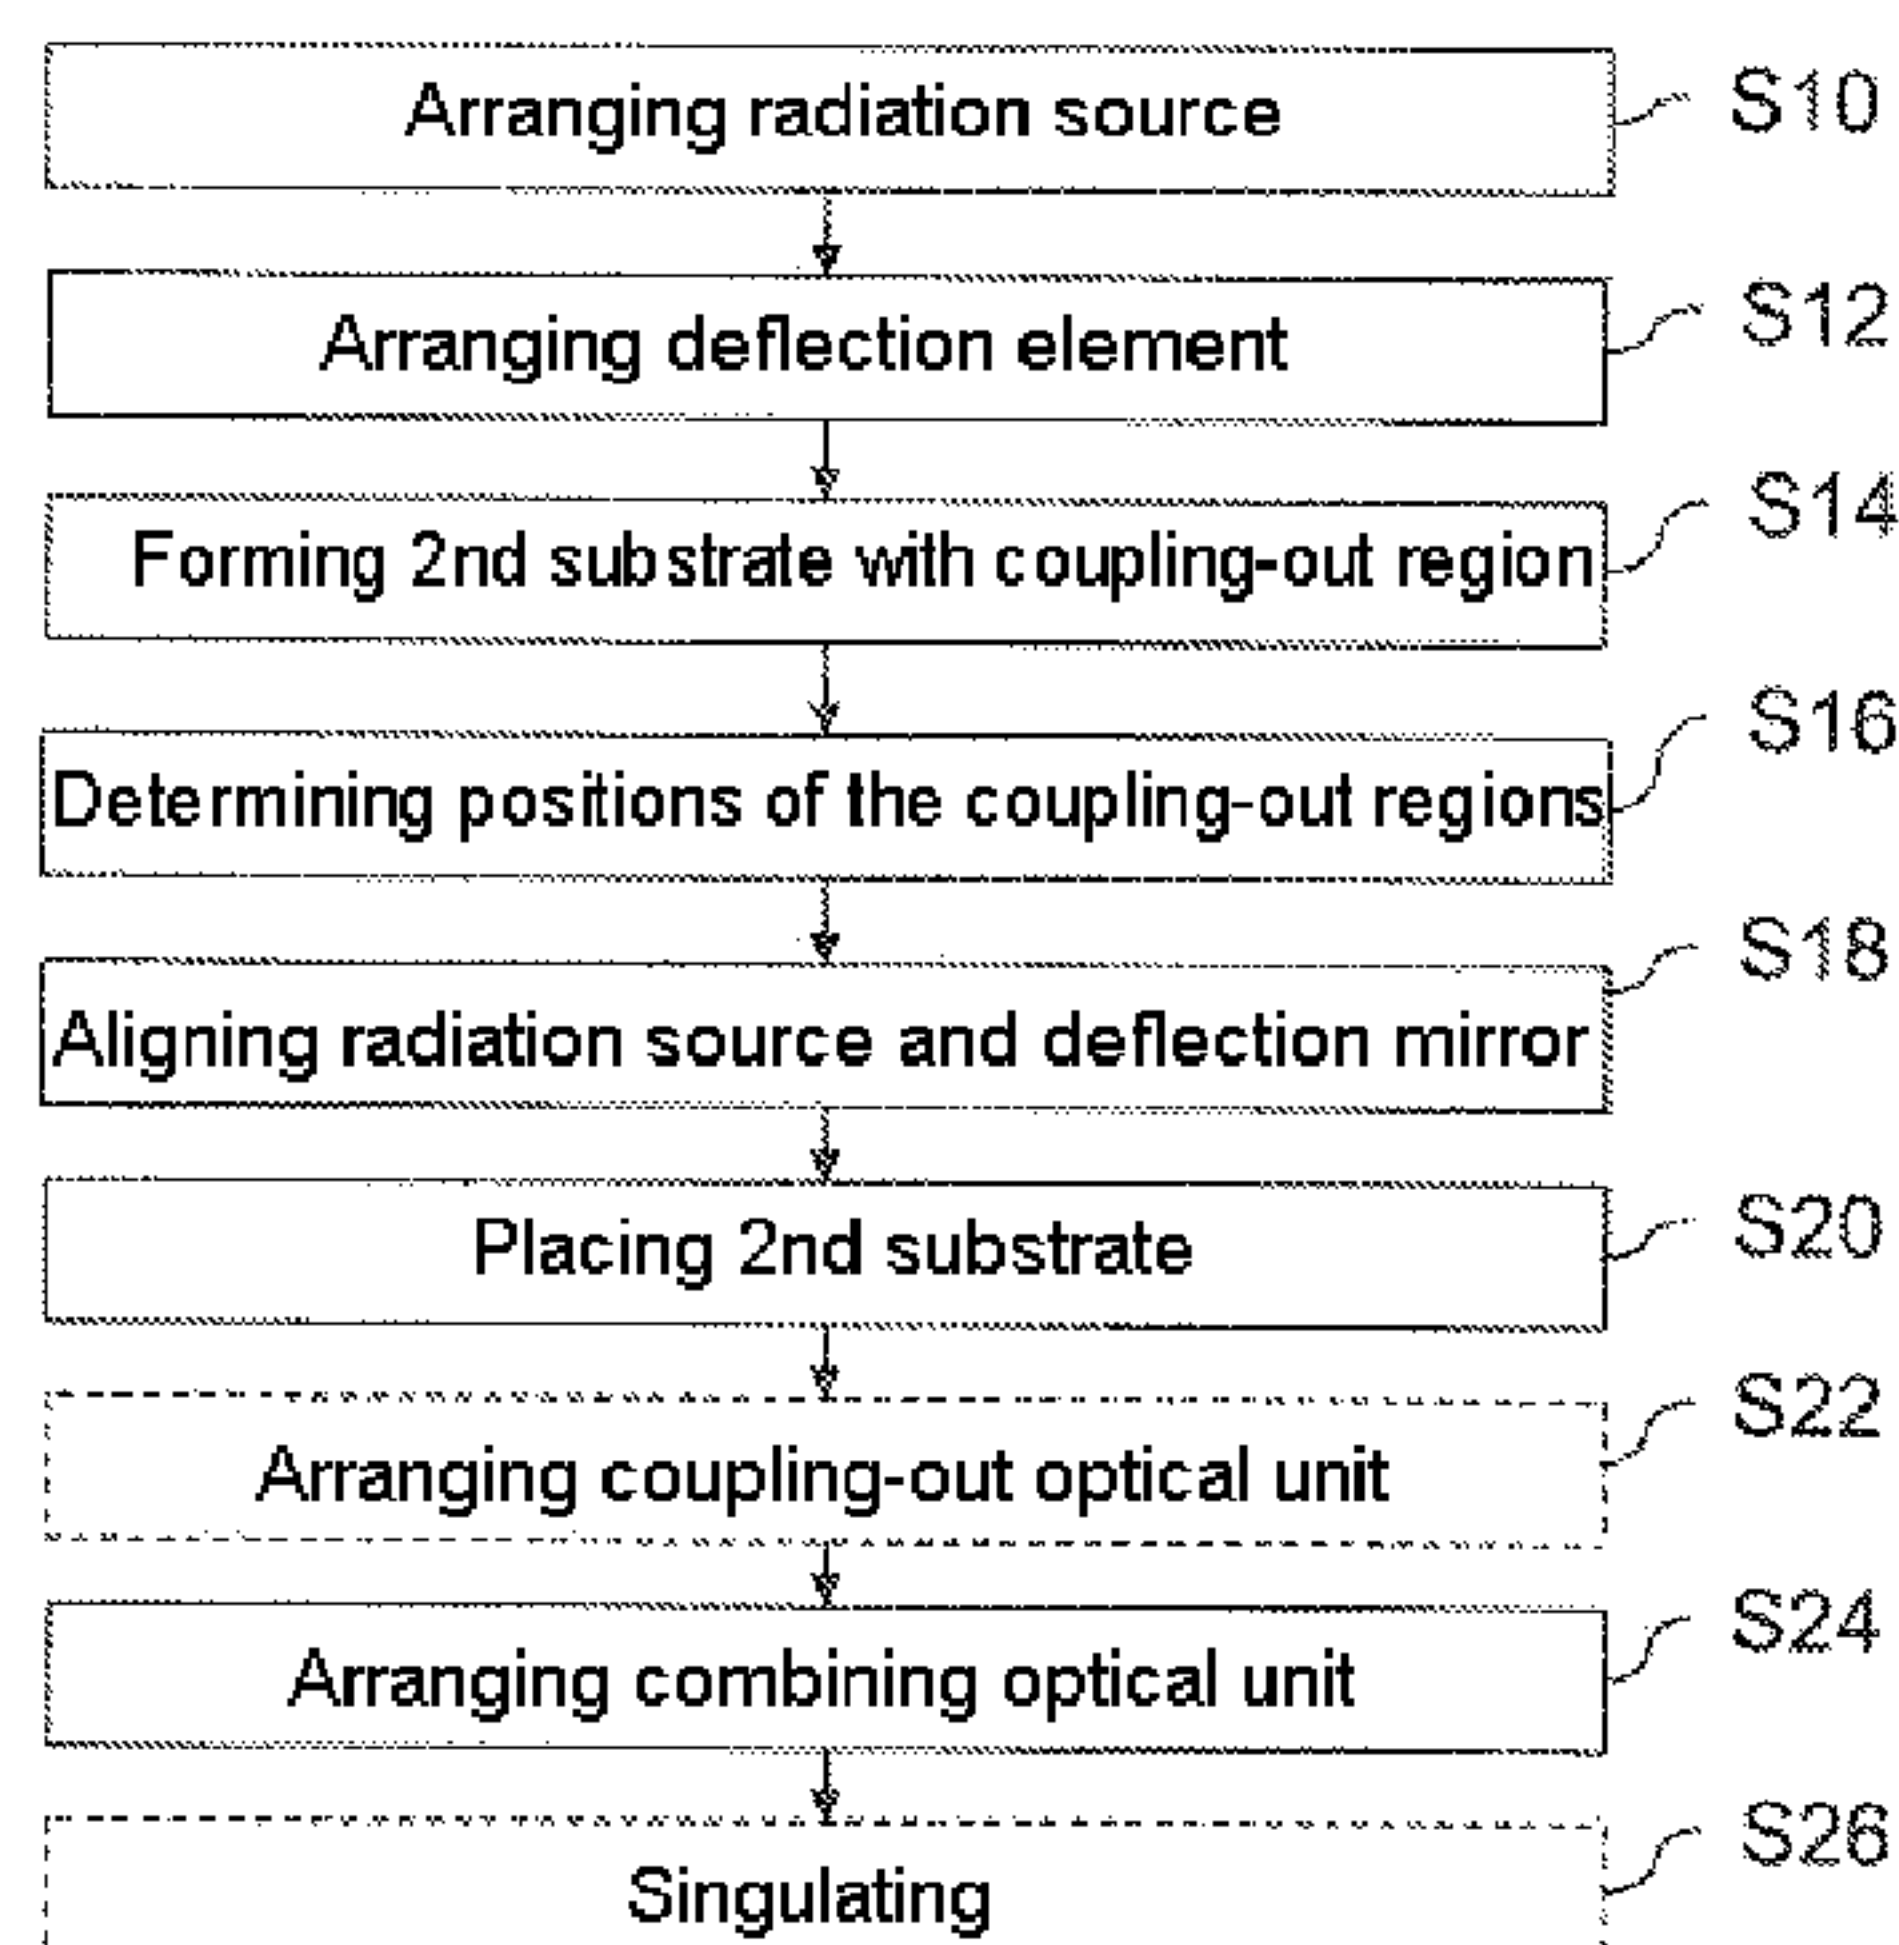 Arranging radiation source S10
Arranging deflection element S12
Forming 2nd substrate with coupling-out region S14
Determining positions of the coupling-out regions S16
Aligning radiation source and deflection mirror S18
Placing 2nd substrate S20
Arranging coupling-out optical unit S22
Arranging combining optical unit S24
Singulating S26